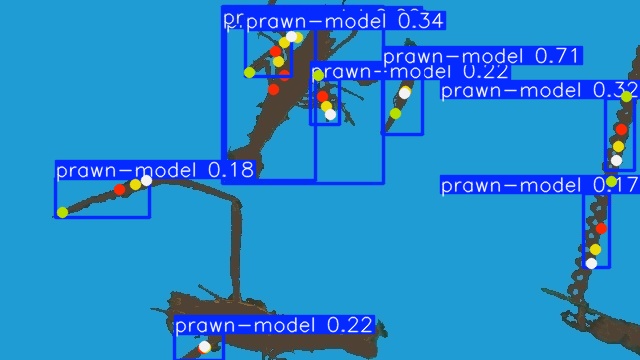 prawn-model 0.34
prawn-model 0.71
prawn-model 0.22
prawn-model 0.32
prawn-model 0.18
prawn-model 0.17
prawn-model 0.22